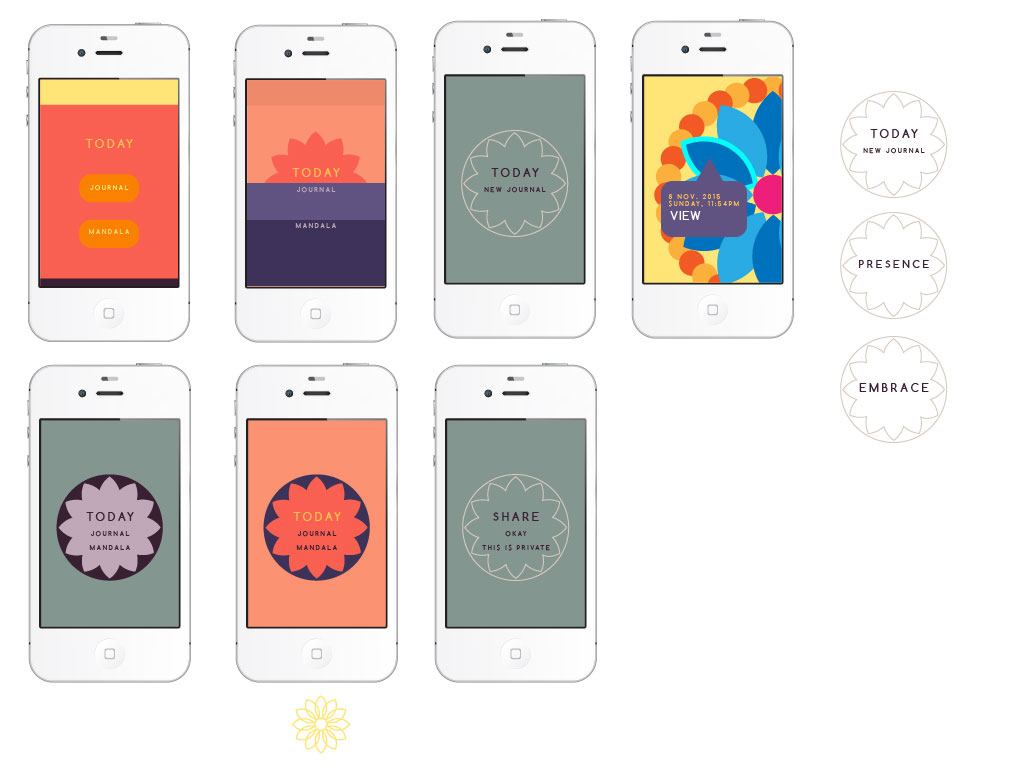 TODAY
JOURNAL
MANDALA
TODAY
JOURNAL
MANDALA
TODAY
NEW JOURNAL
8 NOV. 2015
SUNDAY, 11:54PM
VIEW
TODAY
NEW JOURNAL
PRESENCE
EMBRACE
TODAY
JOURNAL
MANDALA
TODAY
JOURNAL
MANDALA
SHARE
OKAY
THIS IS PRIVATE